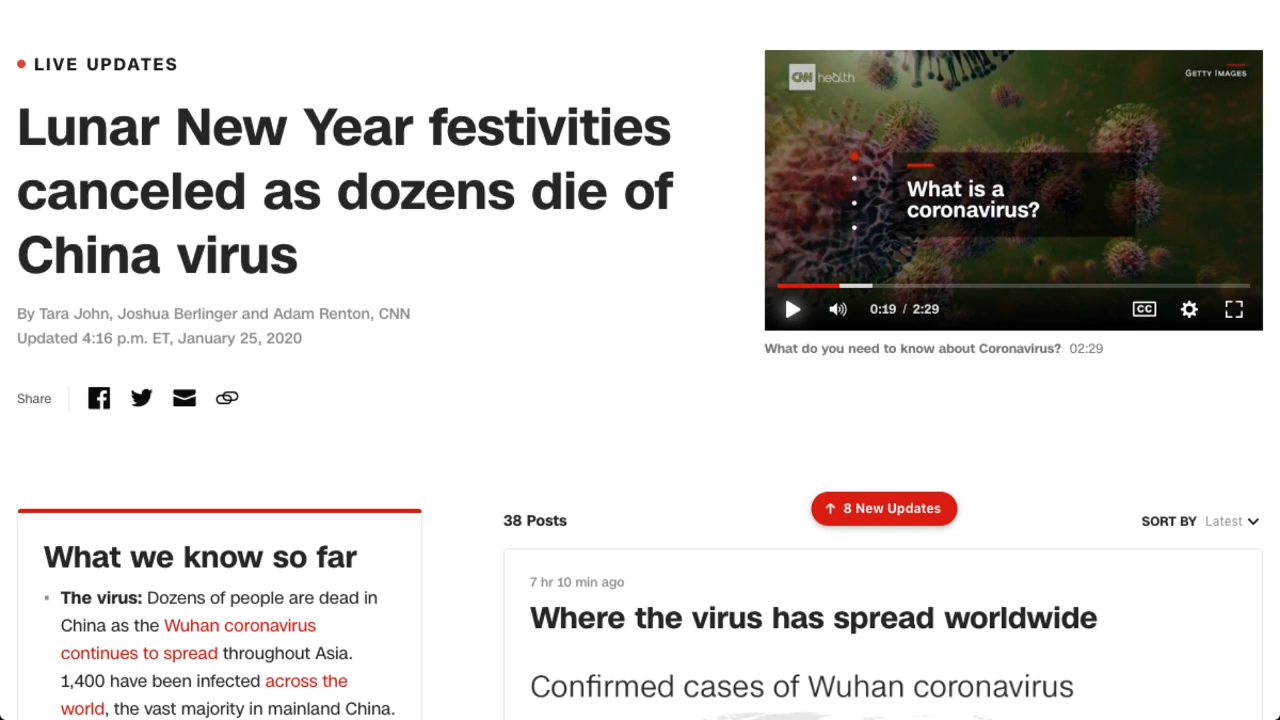 LIVE UPDATES
Lunar New Year festivities
canceled as dozens die of
China virus
By Tara John, Joshua Berlinger and Adam Renton, CNN
Updated 4:16 p.m. ET, January 25, 2020
Share
CNN health
GETTY IMAGES
What is a
coronavirus?
0:19 / 2:29
CC
What do you need to know about Coronavirus? 02:29
What we know so far
The virus: Dozens of people are dead in
China as the Wuhan coronavirus
continues to spread throughout Asia.
1,400 have been infected across the
world, the vast majority in mainland China.
38 Posts
8 New Updates
SORT BY Latest
7 hr 10 min ago
Where the virus has spread worldwide
Confirmed cases of Wuhan coronavirus